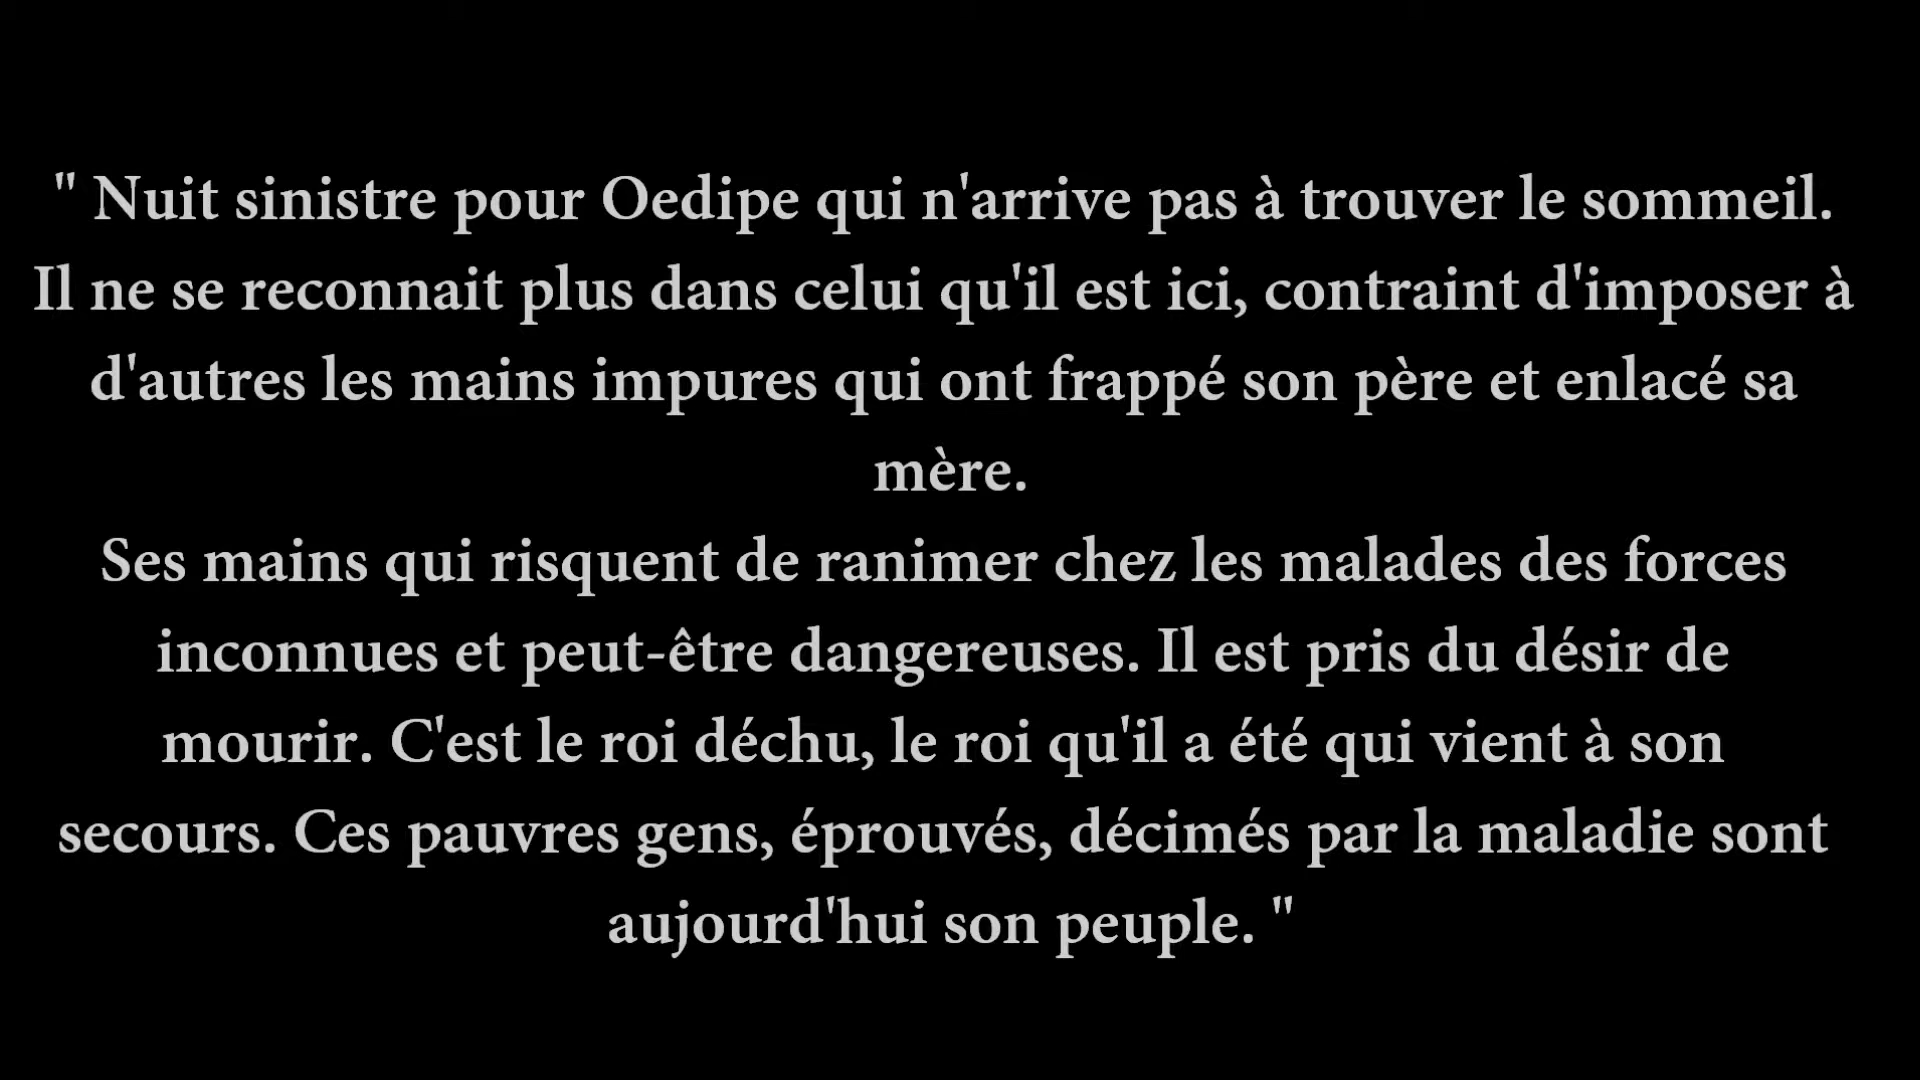 " Nuit sinistre pour Oedipe qui n'arrive pas à trouver le sommeil.
Il ne se reconnait plus dans celui qu'il est ici, contraint d'imposer à
d'autres les mains impures qui ont frappé son père et enlacé sa
mère.
Ses mains qui risquent de ranimer chez les malades des forces
inconnues et peut-être dangereuses. Il est pris du désir de
mourir. C'est le roi déchu, le roi qu'il a été qui vient à son
secours. Ces pauvres gens, éprouvés, décimés par la maladie sont
aujourd'hui son peuple. "